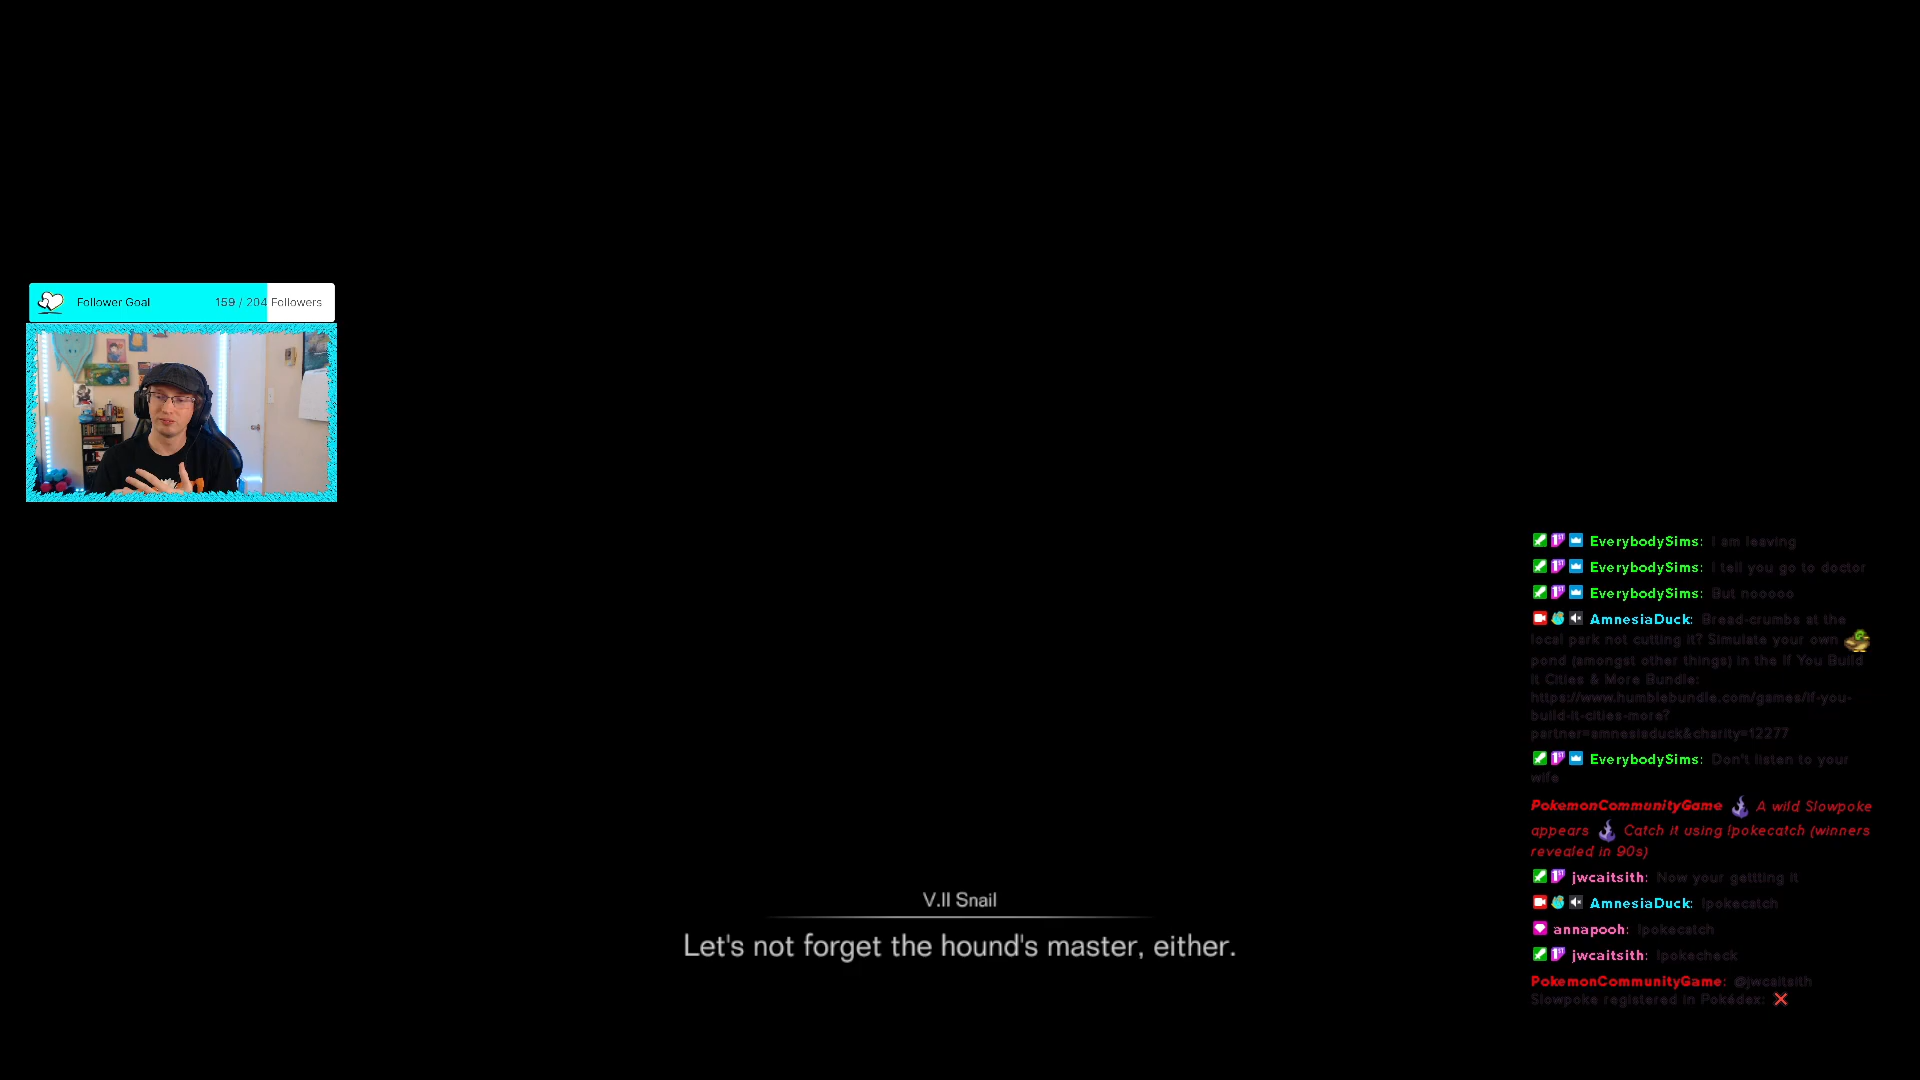 Follower Goal 159 / 204 Followers
EverybodySims: I am leaving
EverybodySims: I tell you go to doctor
EverybodySims: But nooooo
AmnesiaDuck: Bread-crumbs at the
local park not cutting it? Simulate your own
pond (amongst other things) in the If You Build
It Cities & More Bundle:
https://www.humblebundle.com/games/if-you-
build-it-cities-more?
partner=amnesiaduck&charity=12277
EverybodySims: Don't listen to your
wife
PokemonCommunityGame A wild Slowpoke
appears Catch it using !pokecatch (winners
revealed in 90s)
jwcaitsith: Now your gettting it
AmnesiaDuck: !pokecatch
annapooh: !pokecatch
jwcaitsith: !pokecheck
PokemonCommunityGame: @jwcaitsith
Slowpoke registered in Pokédex:
V.II Snail
Let's not forget the hound's master, either.